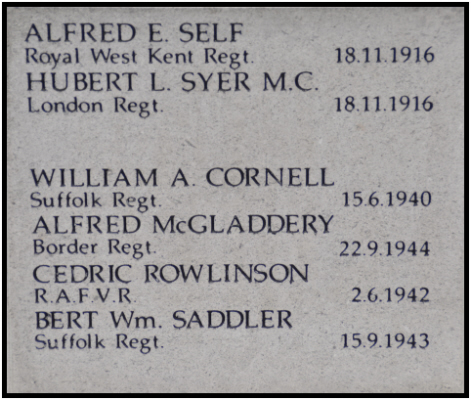 ALFRED E. SELF
Royal West Kent Regt. 18.11.1916
HUBERT L. SYER M.C.
London Regt. 18.11.1916
WILLIAM A. CORNELL
Suffolk Regt. 15.6.1940
ALFRED McGLADDERY
Border Regt. 22.9.1944
CEDRIC ROWLINSON
R.A.F.V.R. 2.6.1942
BERT Wm. SADDLER
Suffolk Regt. 15.9.1943